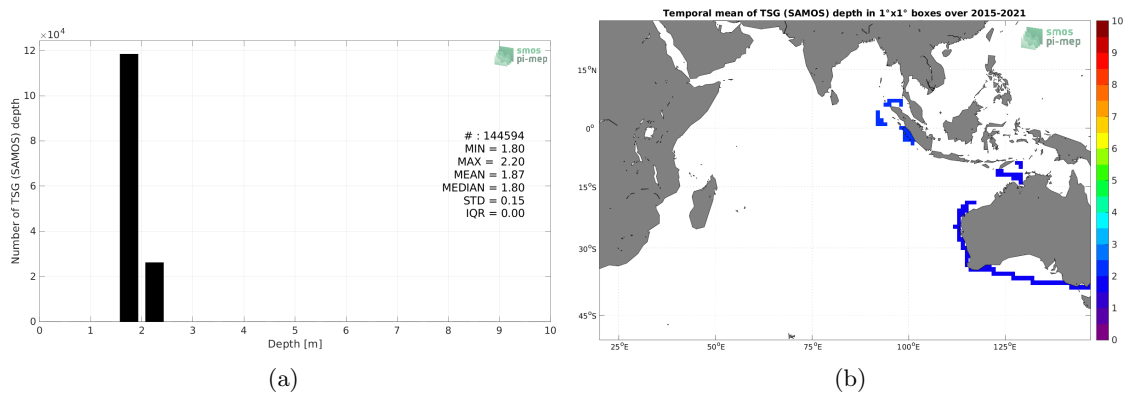 ×10⁴
12
10
8
6
4
2
0
Number of TSG (SAMOS) depth
0 1 2 3 4 5 6 7 8 9 10
Depth [m]
smos
pi-mep
# : 144594
MIN = 1.80
MAX = 2.20
MEAN = 1.87
MEDIAN = 1.80
STD = 0.15
IQR = 0.00
(a)
Temporal mean of TSG (SAMOS) depth in 1°x1° boxes over 2015-2021
smos
pi-mep
15°N
0°
15°S
30°S
45°S
25°E 50°E 75°E 100°E 125°E
10
9
8
7
6
5
4
3
2
1
0
(b)